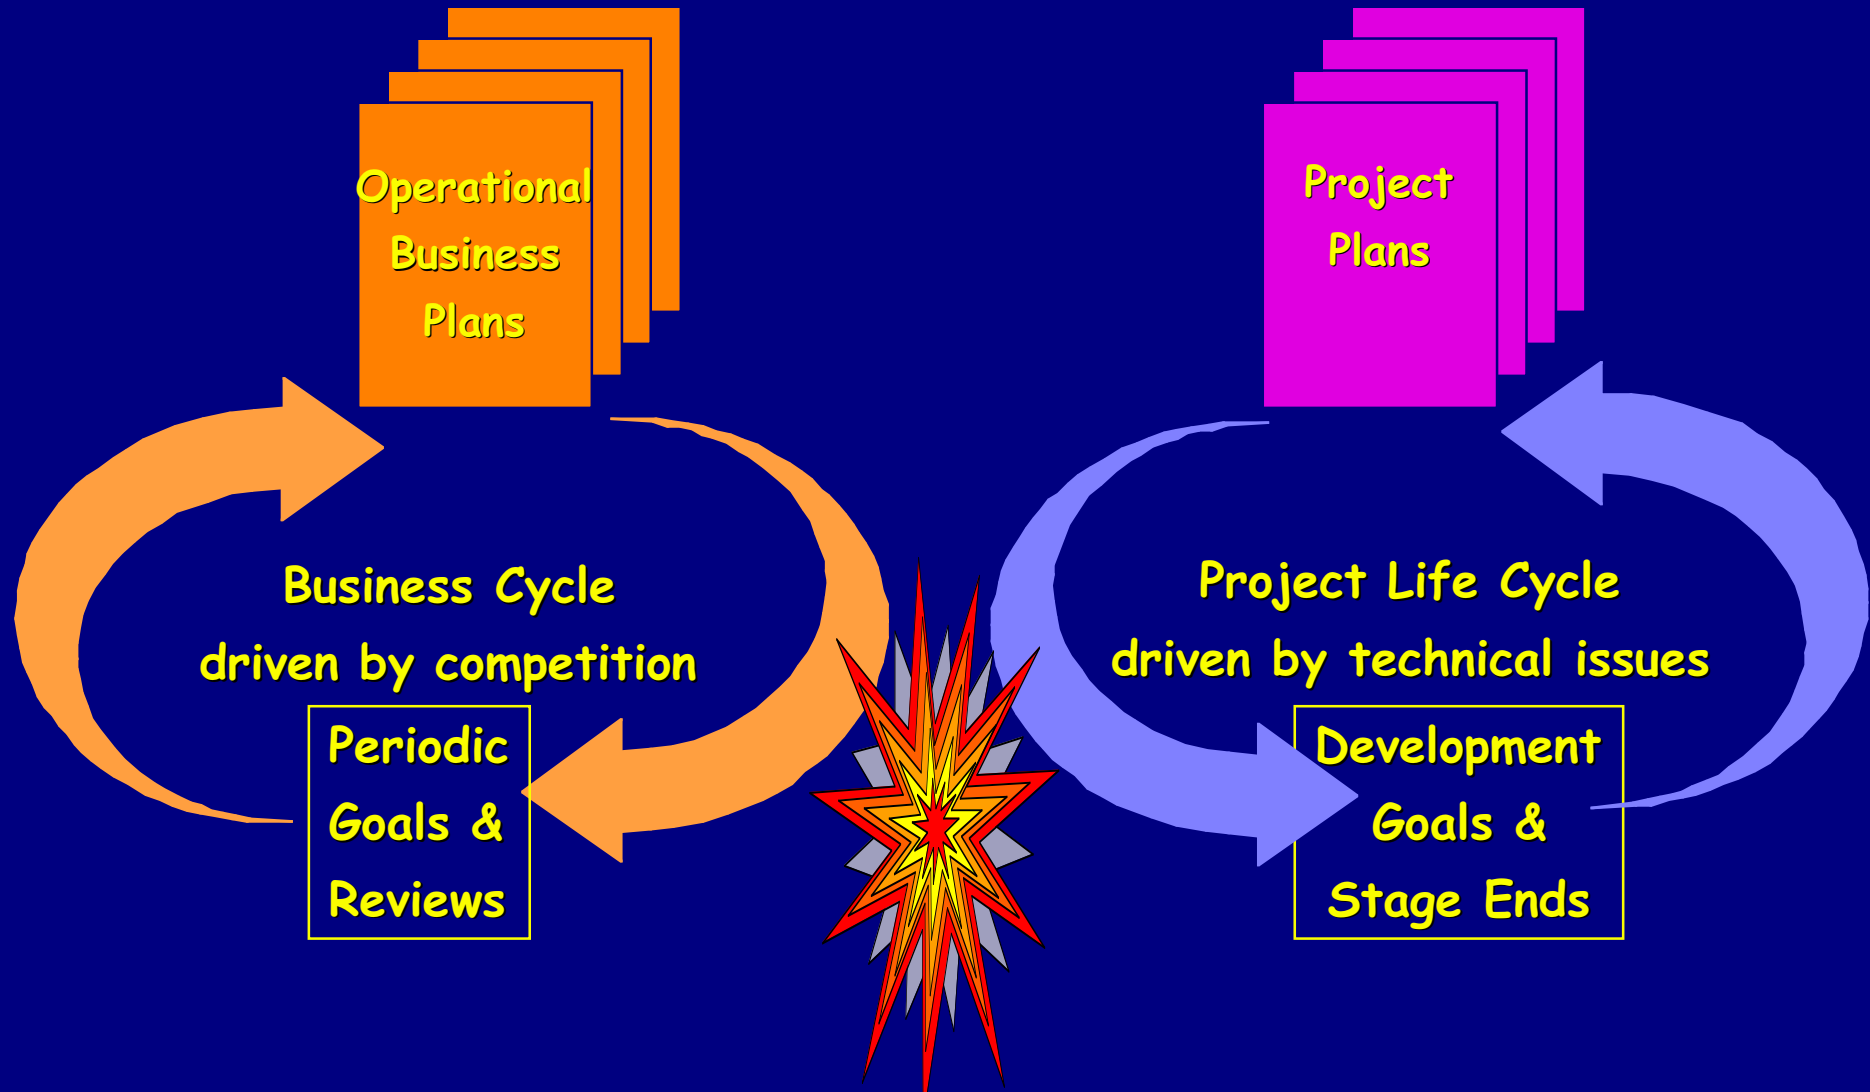 Operational
Business
Plans
Project
Plans
Business Cycle
driven by competition
Periodic
Goals &
Reviews
Project Life Cycle
driven by technical issues
Development
Goals &
Stage Ends